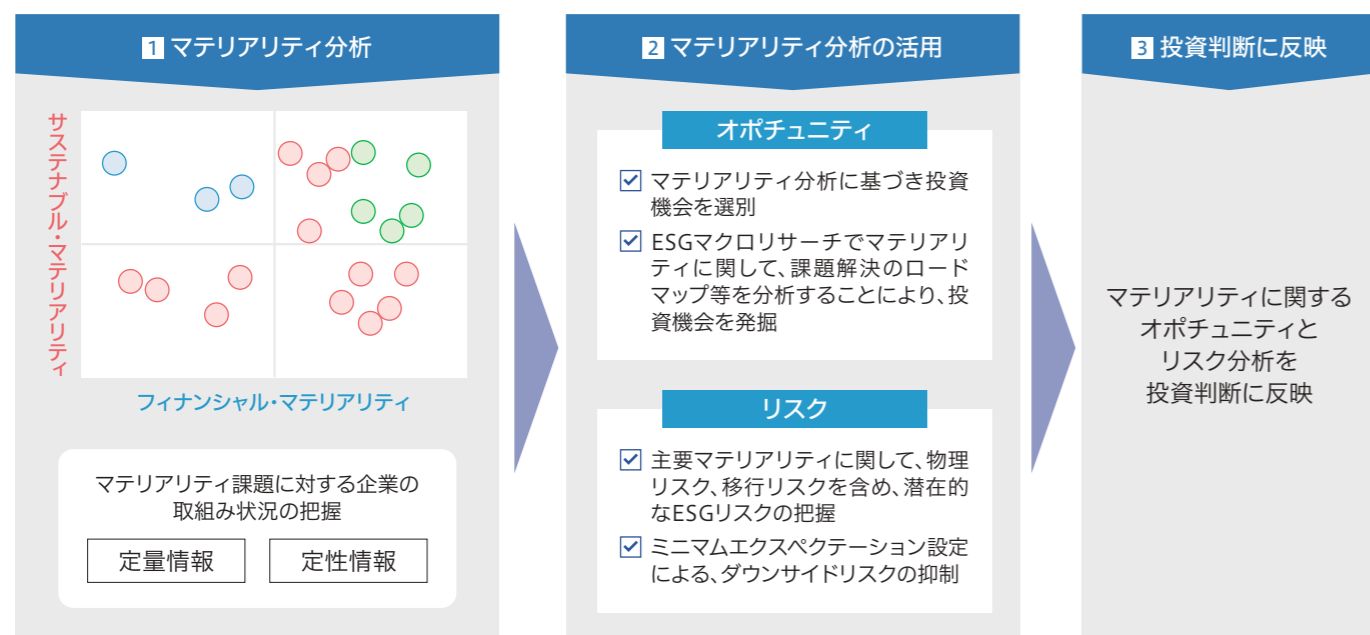 1 マテリアリティ分析
サステナブル・マテリアリティ
フィナンシャル・マテリアリティ
マテリアリティ課題に対する企業の
取組み状況の把握
定量情報
定性情報
2 マテリアリティ分析の活用
オポチュニティ
マテリアリティ分析に基づき投資
機会を選別
ESGマクロリサーチでマテリアリ
ティに関して、課題解決のロード
マップ等を分析することにより、投
資機会を発掘
リスク
主要マテリアリティに関して、物理
リスク、移行リスクを含め、潜在的
なESGリスクの把握
ミニマムエクスペクテーション設定
による、ダウンサイドリスクの抑制
3 投資判断に反映
マテリアリティに関する
オポチュニティと
リスク分析を
投資判断に反映